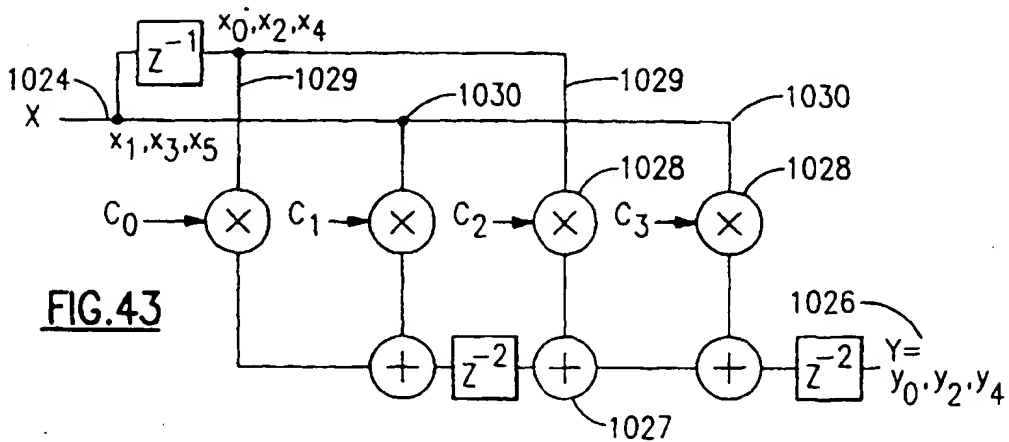 x₀,x₂,x₄
z⁻¹
1024
1029
1030
1029
1030
X
x₁,x₃,x₅
1028
1028
C₀
×
C₁
×
C₂
×
C₃
×
FIG.43
1026
+
z⁻²
+
+
z⁻²
Y=
y₀,y₂,y₄
1027